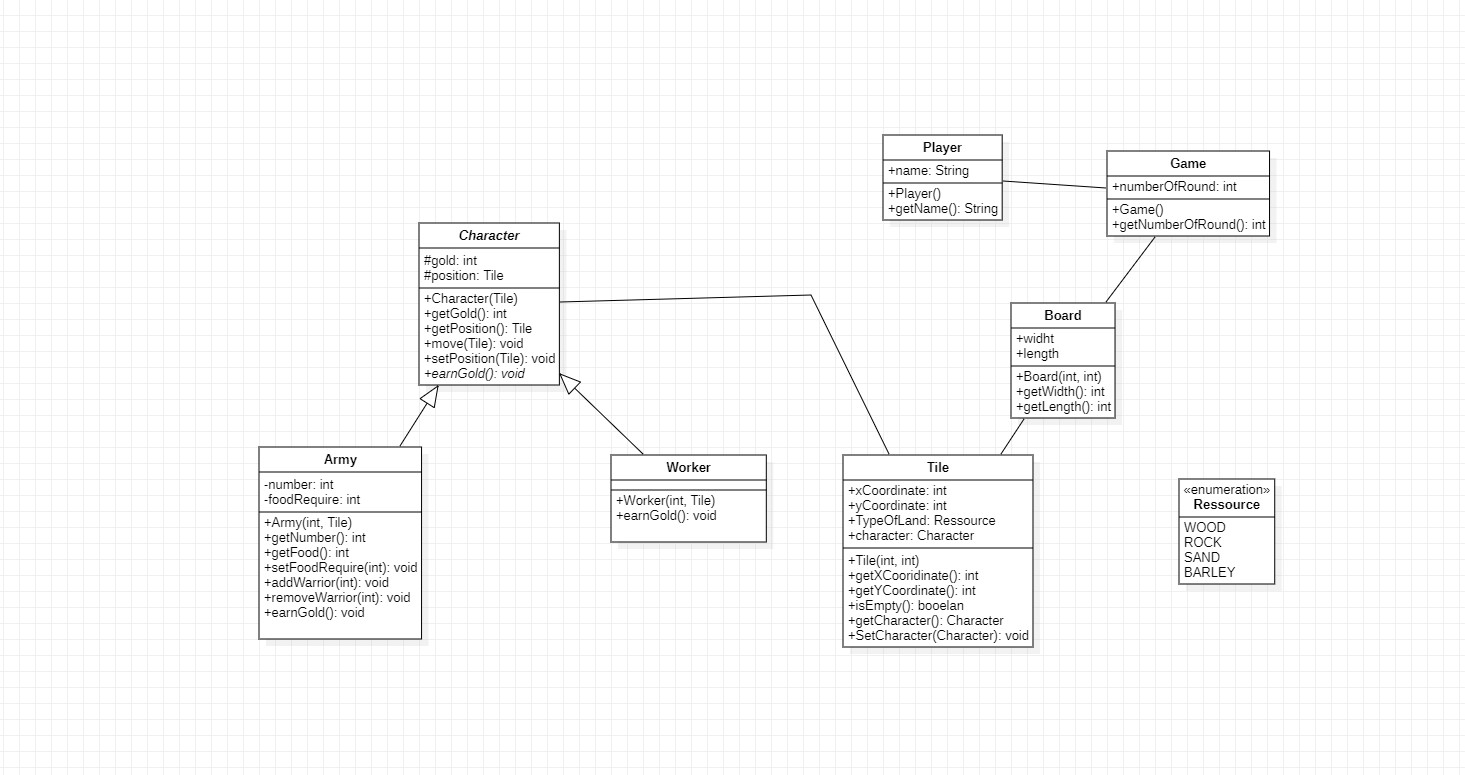 Player
+name: String
+Player()
+getName(): String
Game
+numberOfRound: int
+Game()
+getNumberOfRound(): int
Character
#gold: int
#position: Tile
+Character(Tile)
+getGold(): int
+getPosition(): Tile
+move(Tile): void
+setPosition(Tile): void
+earnGold(): void
Board
+widht
+length
+Board(int, int)
+getWidth(): int
+getLength(): int
Army
-number: int
-foodRequire: int
+Army(int, Tile)
+getNumber(): int
+getFood(): int
+setFoodRequire(int): void
+addWarrior(int): void
+removeWarrior(int): void
+earnGold(): void
Worker
+Worker(int, Tile)
+earnGold(): void
Tile
+xCoordinate: int
+yCoordinate: int
+TypeOfLand: Ressource
+character: Character
+Tile(int, int)
+getXCooridinate(): int
+getYCoordinate(): int
+isEmpty(): booelan
+getCharacter(): Character
+SetCharacter(Character): void
«enumeration»
Ressource
WOOD
ROCK
SAND
BARLEY